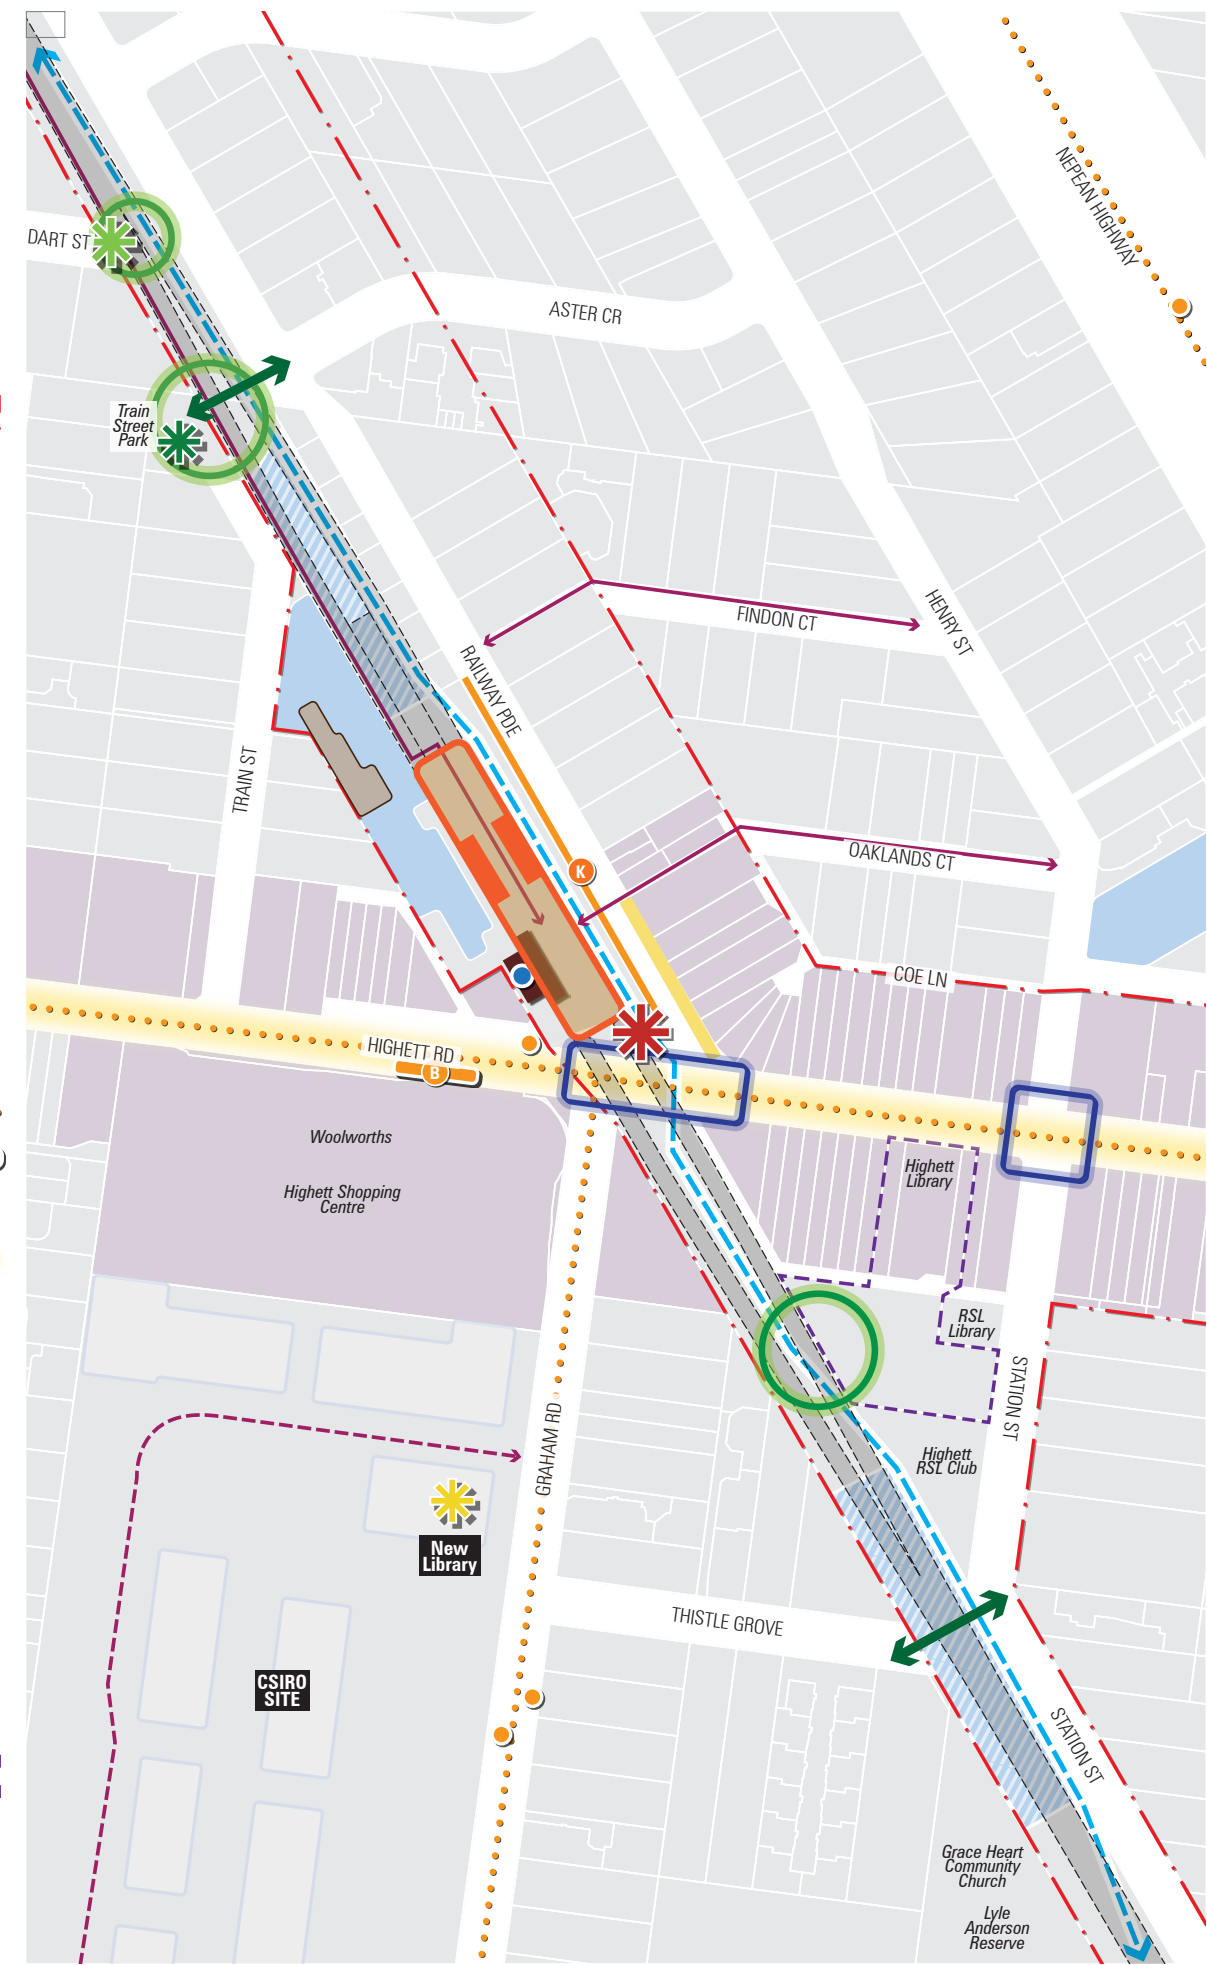 NEPEAN HIGHWAY
DART ST
ASTER CR
Train
Street
Park
FINDON CT
HENRY ST
RAILWAY PDE
TRAIN ST
OAKLANDS CT
K
COE LN
HIGHETT RD
B
Woolworths
Highett Shopping
Centre
Highett
Library
RSL
Library
STATION ST
GRAHAM RD
Highett
RSL Club
New
Library
THISTLE GROVE
CSIRO
SITE
STATION ST
Grace Heart
Community
Church
Lyle
Anderson
Reserve